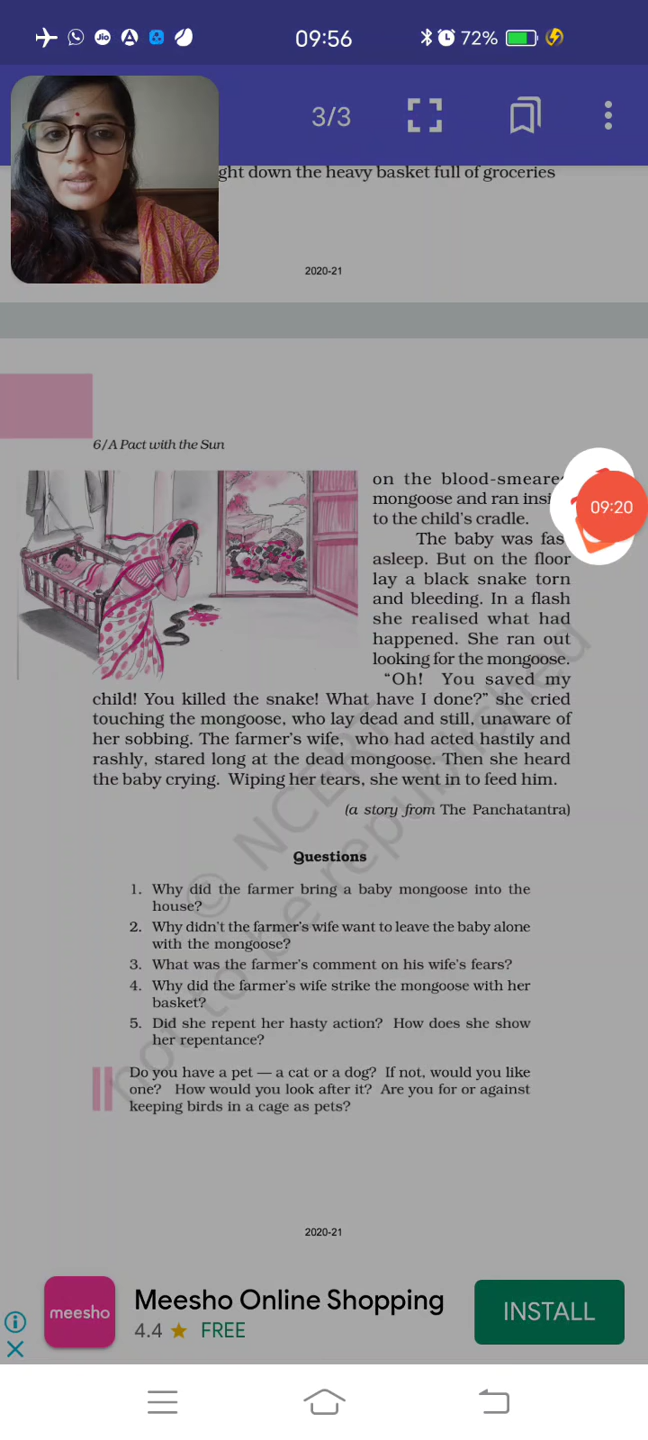 09:56
72%
Jio
3/3
ght down the heavy basket full of groceries
2020-21
6/A Pact with the Sun
on the blood-smeare
mongoose and ran insi
to the child's cradle.
The baby was fas
asleep. But on the floor
lay a black snake torn
and bleeding. In a flash
she realised what had
happened. She ran out
looking for the mongoose.
"Oh! You saved my
child! You killed the snake! What have I done?" she cried
touching the mongoose, who lay dead and still, unaware of
her sobbing. The farmer's wife, who had acted hastily and
rashly, stared long at the dead mongoose. Then she heard
the baby crying. Wiping her tears, she went in to feed him.
(a story from The Panchatantra)
09:20
Questions
1. Why did the farmer bring a baby mongoose into the
house?
2. Why didn't the farmer's wife want to leave the baby alone
with the mongoose?
3. What was the farmer's comment on his wife's fears?
4. Why did the farmer's wife strike the mongoose with her
basket?
5. Did she repent her hasty action? How does she show
her repentance?
Do you have a pet — a cat or a dog? If not, would you like
one? How would you look after it? Are you for or against
keeping birds in a cage as pets?
© NCERT
not to be republished
2020-21
meesho
Meesho Online Shopping
4.4 ★ FREE
INSTALL